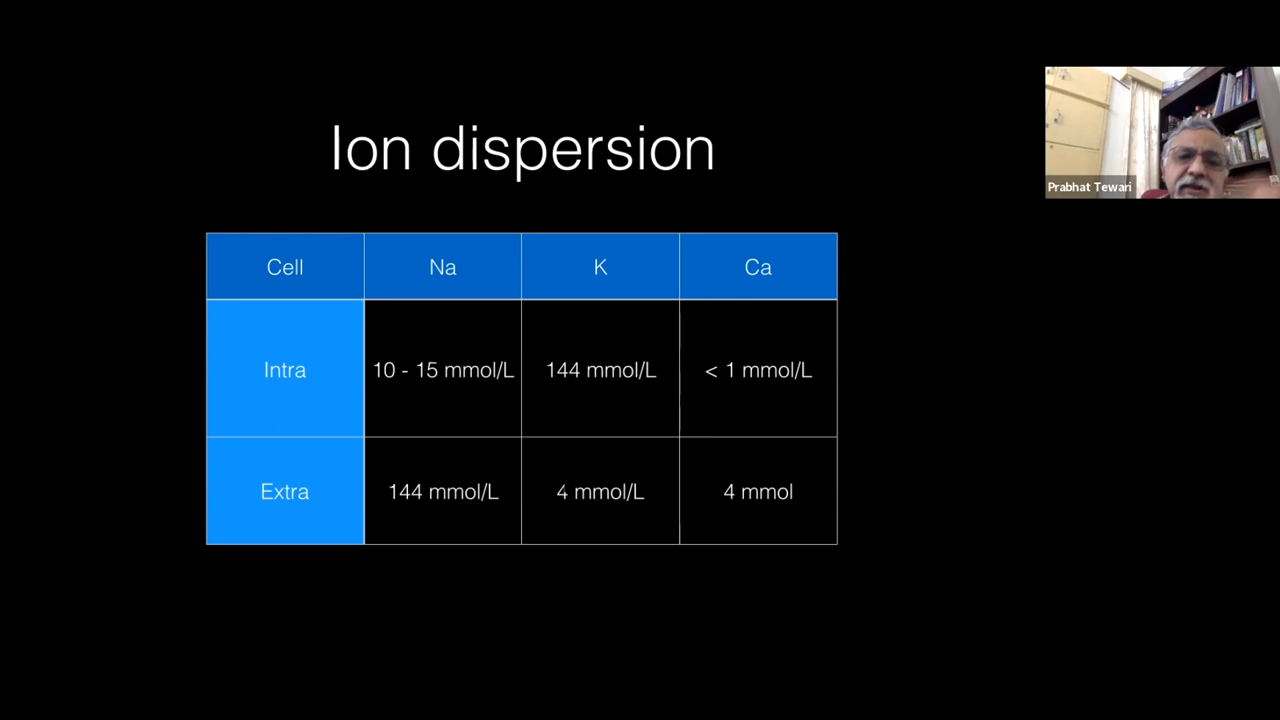 Ion dispersion
Prabhat Tewari
Cell Na K Ca
Intra 10 - 15 mmol/L 144 mmol/L < 1 mmol/L
Extra 144 mmol/L 4 mmol/L 4 mmol